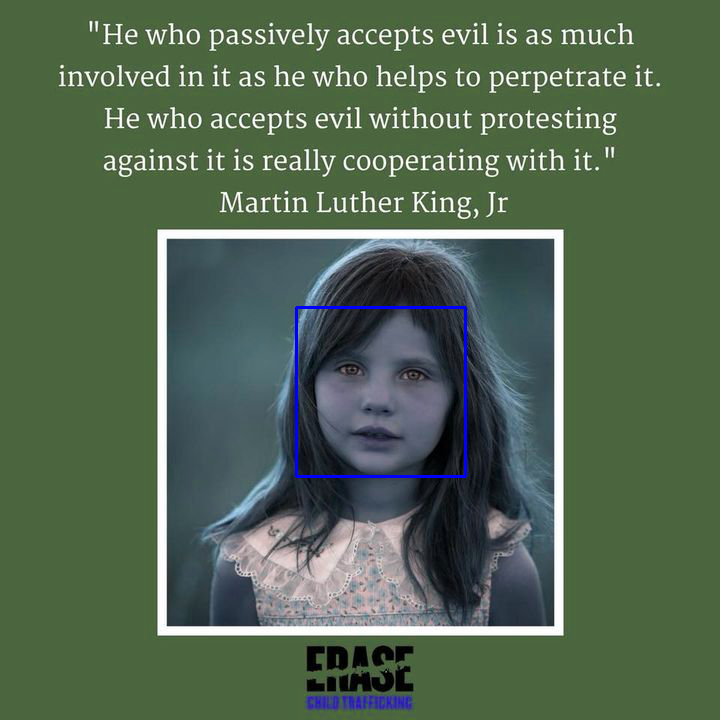 "He who passively accepts evil is as much
involved in it as he who helps to perpetrate it.
He who accepts evil without protesting
against it is really cooperating with it."
Martin Luther King, Jr
ERASE
CHILD TRAFFICKING